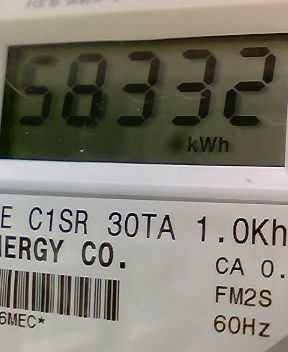 58332
kWh
E C1SR 30TA 1.0Kh
NERGY CO.
CA 0.
FM2S
6MEC*
60Hz